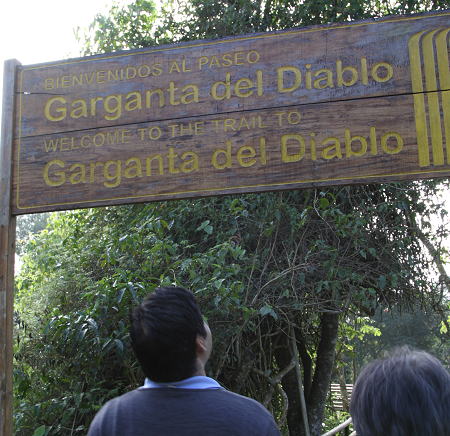 BIENVENIDOS AL PASEO
Garganta del Diablo
WELCOME TO THE TRAIL TO
Garganta del Diablo